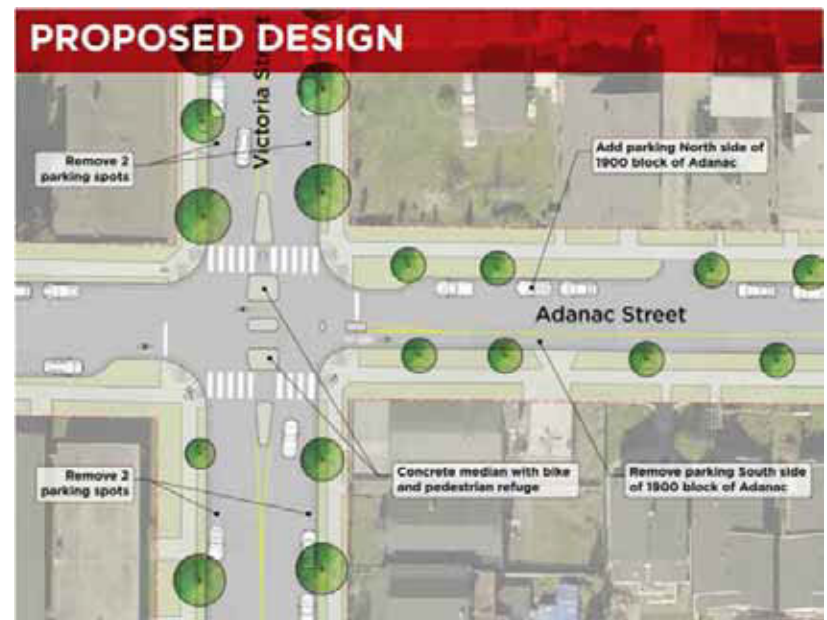 PROPOSED DESIGN
Victoria Stre
Remove 2
parking spots
Add parking North side of
1900 block of Adanac
Adanac Street
Remove 2
parking spots
Concrete median with bike
and pedestrian refuge
Remove parking South side
of 1900 block of Adanac